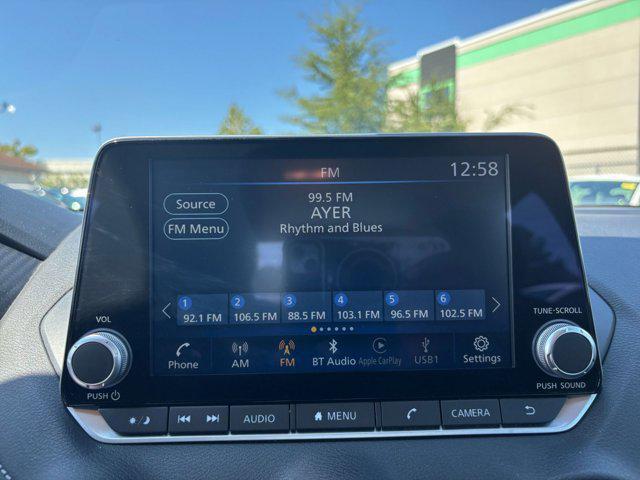 FM
12:58
Source
FM Menu
99.5 FM
AYER
Rhythm and Blues
1 2 3 4 5 6
92.1 FM 106.5 FM 88.5 FM 103.1 FM 96.5 FM 102.5 FM
Phone AM FM BT Audio Apple CarPlay USB1 Settings
VOL
PUSH
TUNE·SCROLL
PUSH SOUND
AUDIO MENU CAMERA